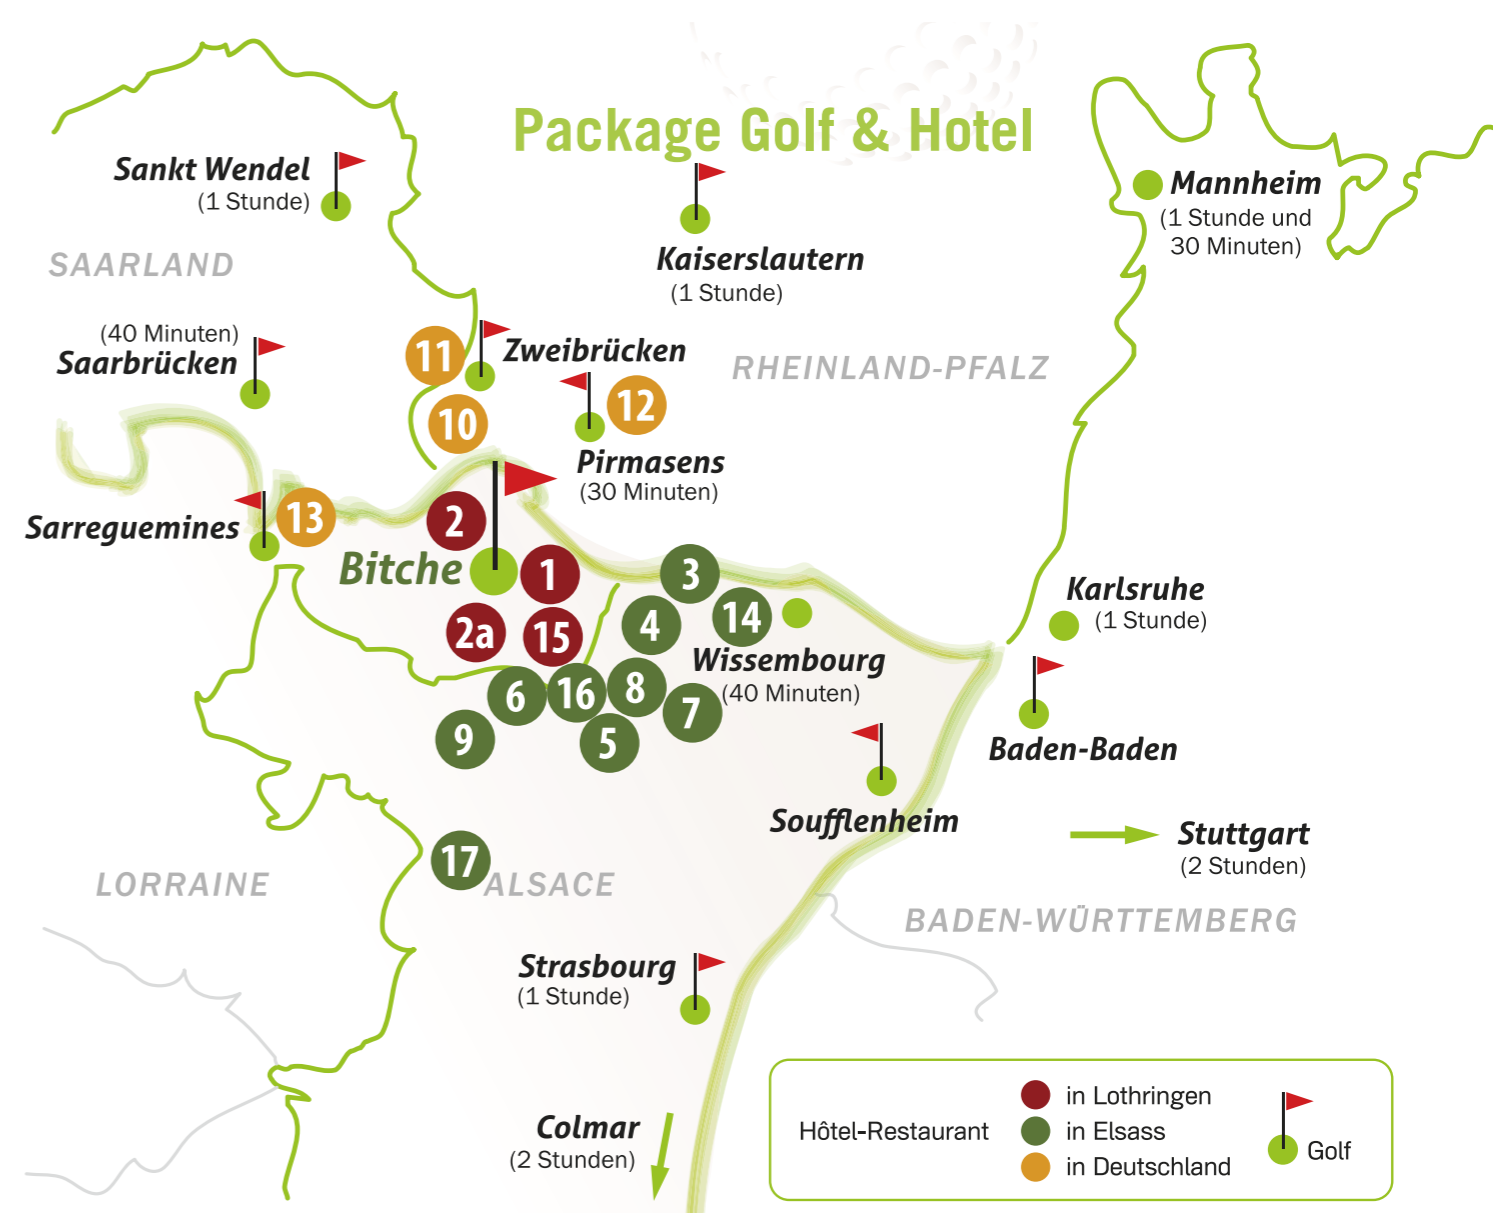 Package Golf & Hotel
Sankt Wendel
(1 Stunde)
Kaiserslautern
(1 Stunde)
Mannheim
(1 Stunde und
30 Minuten)
SAARLAND
(40 Minuten)
Saarbrücken
11
Zweibrücken
RHEINLAND-PFALZ
10
12
Pirmasens
(30 Minuten)
Sarreguemines
13
2
Bitche
1
3
2a
15
4
14
Wissembourg
(40 Minuten)
Karlsruhe
(1 Stunde)
6
16
8
7
9
5
Baden-Baden
Soufflenheim
Stuttgart
(2 Stunden)
17
LORRAINE
ALSACE
BADEN-WÜRTTEMBERG
Strasbourg
(1 Stunde)
Colmar
(2 Stunden)
Hôtel-Restaurant
in Lothringen
in Elsass
in Deutschland
Golf